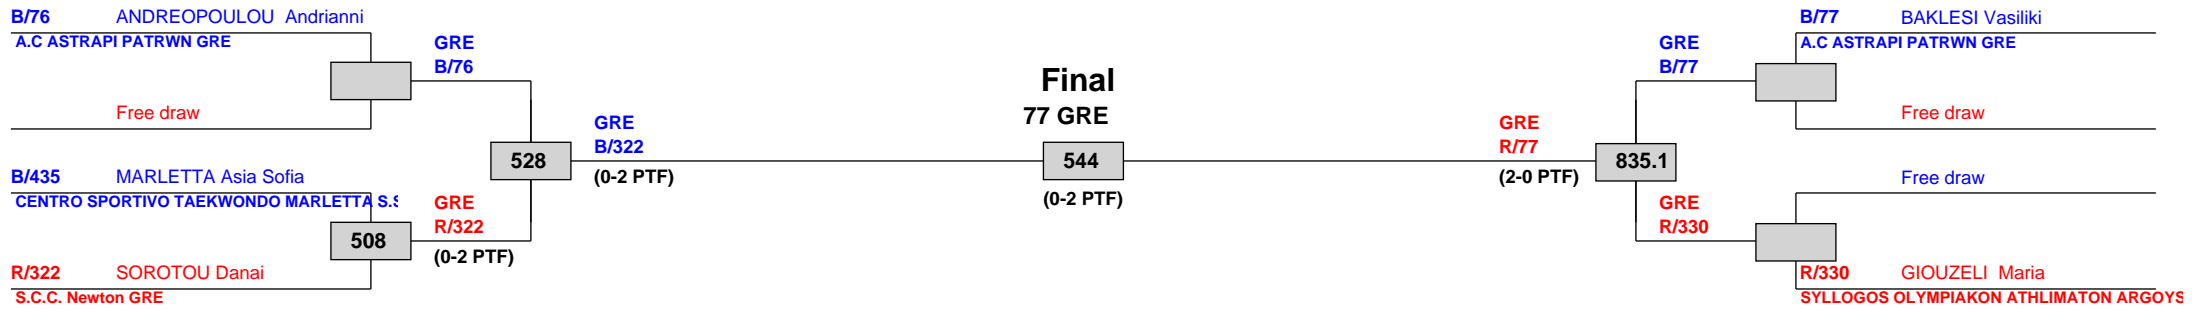 B/76 ANDREOPOULOU Andrianni
A.C ASTRAPI PATRWN GRE
GRE
B/76
Free draw
528
GRE
B/322
(0-2 PTF)
B/435 MARLETTA Asia Sofia
CENTRO SPORTIVO TAEKWONDO MARLETTA S.S
508
GRE
R/322
(0-2 PTF)
R/322 SOROTOU Danai
S.C.C. Newton GRE
Final
77 GRE
544
(0-2 PTF)
B/77 BAKLESI Vasiliki
A.C ASTRAPI PATRWN GRE
GRE
B/77
Free draw
GRE
R/77
(2-0 PTF)
835.1
Free draw
GRE
R/330
R/330 GIOUZELI Maria
SYLLOGOS OLYMPIAKON ATHLIMATON ARGOYS